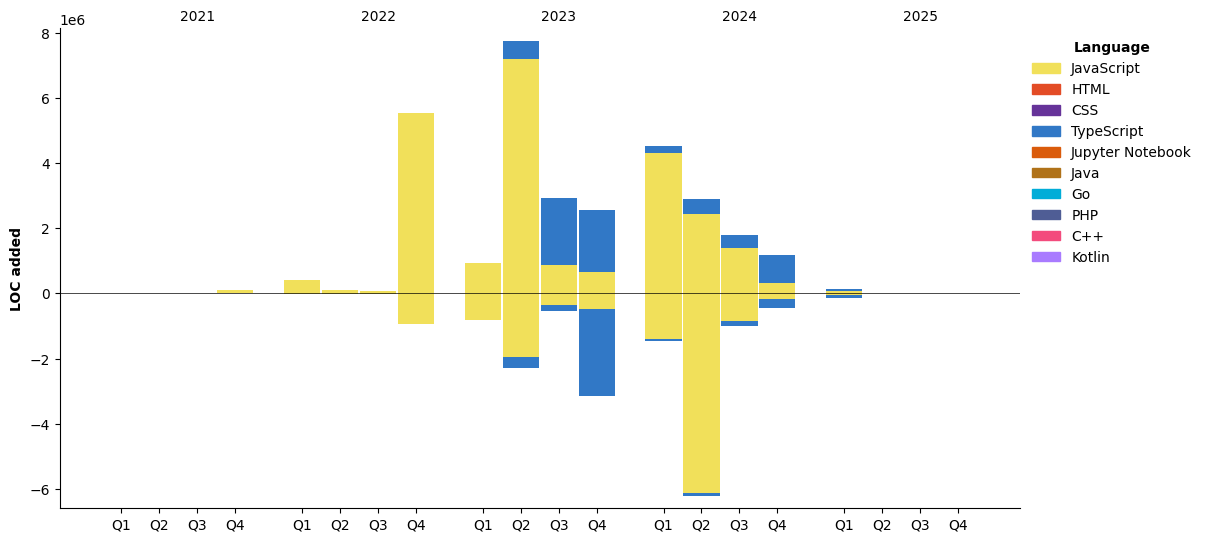 2021 2022 2023 2024 2025
1e6
8
6
4
2
0
−2
−4
−6
LOC added
Q1 Q2 Q3 Q4 Q1 Q2 Q3 Q4 Q1 Q2 Q3 Q4 Q1 Q2 Q3 Q4 Q1 Q2 Q3 Q4
Language
JavaScript
HTML
CSS
TypeScript
Jupyter Notebook
Java
Go
PHP
C++
Kotlin